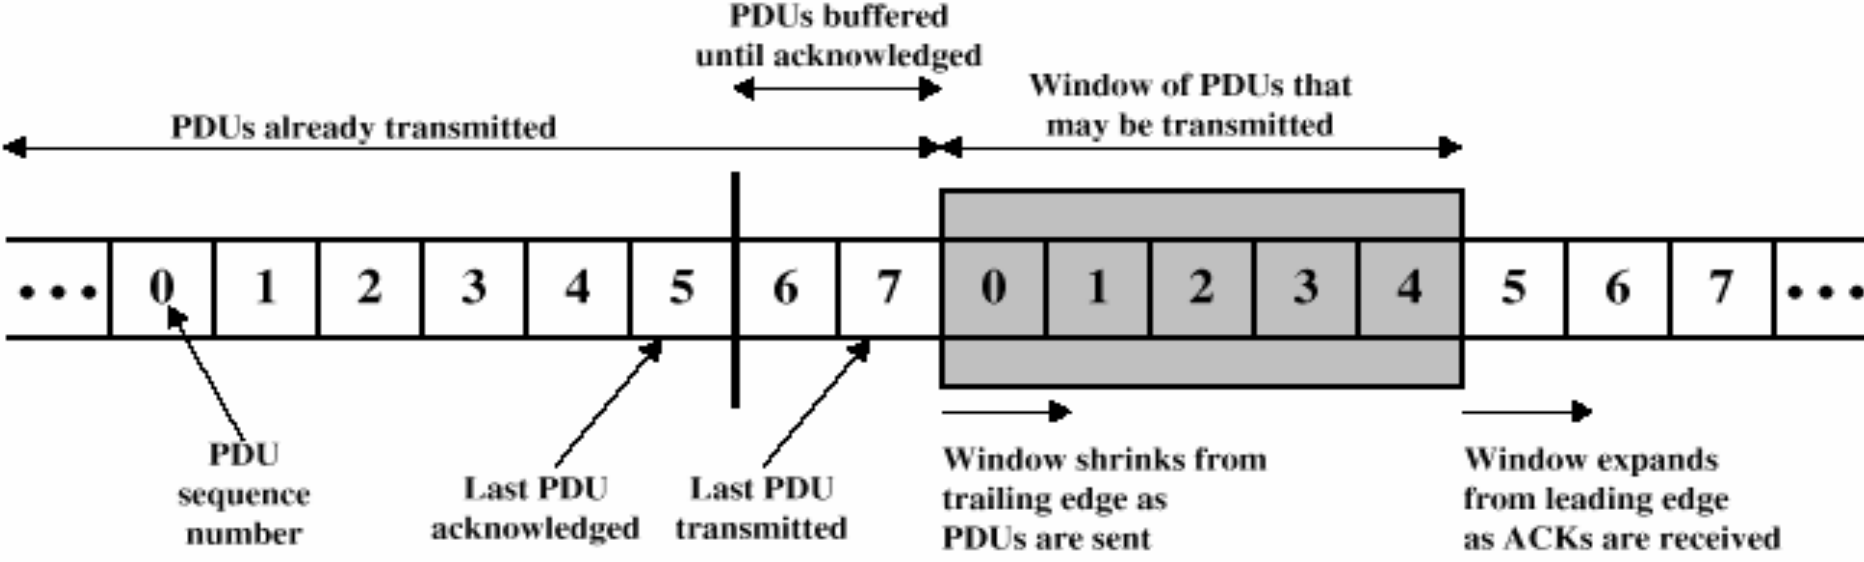 PDUs buffered
until acknowledged
Window of PDUs that
may be transmitted
PDUs already transmitted
••• 0 1 2 3 4 5 6 7 0 1 2 3 4 5 6 7 •••
PDU
sequence
number
Last PDU
acknowledged
Last PDU
transmitted
Window shrinks from
trailing edge as
PDUs are sent
Window expands
from leading edge
as ACKs are received